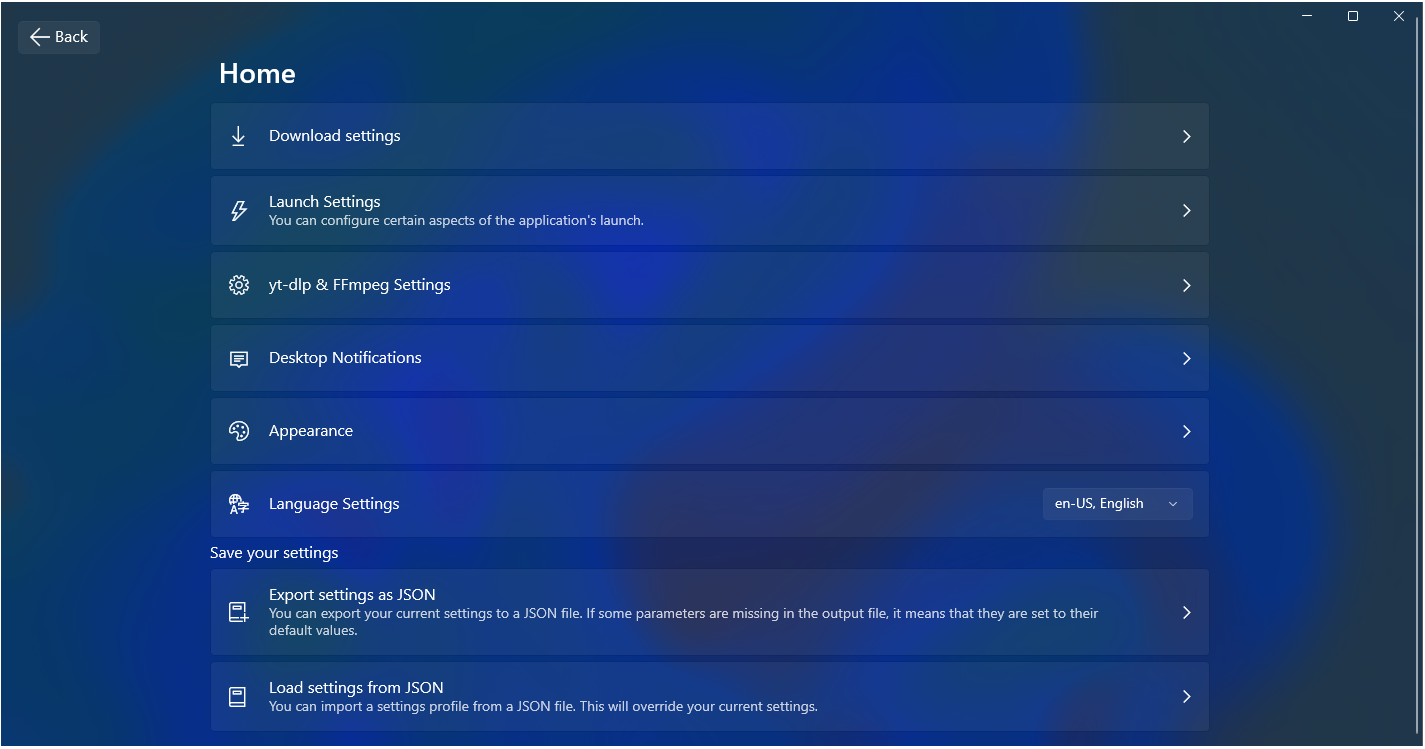 Back
Home
Download settings
Launch Settings
You can configure certain aspects of the application's launch.
yt-dlp & FFmpeg Settings
Desktop Notifications
Appearance
Language Settings
en-US, English
Save your settings
Export settings as JSON
You can export your current settings to a JSON file. If some parameters are missing in the output file, it means that they are set to their
default values.
Load settings from JSON
You can import a settings profile from a JSON file. This will override your current settings.